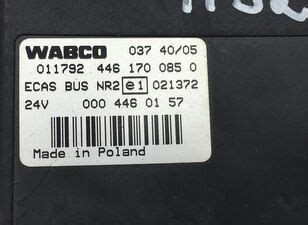 WABCO 037 40/05
011792 446 170 085 0
ECAS BUS NR2 e1 021372
24V 000 446 01 57
Made in Poland